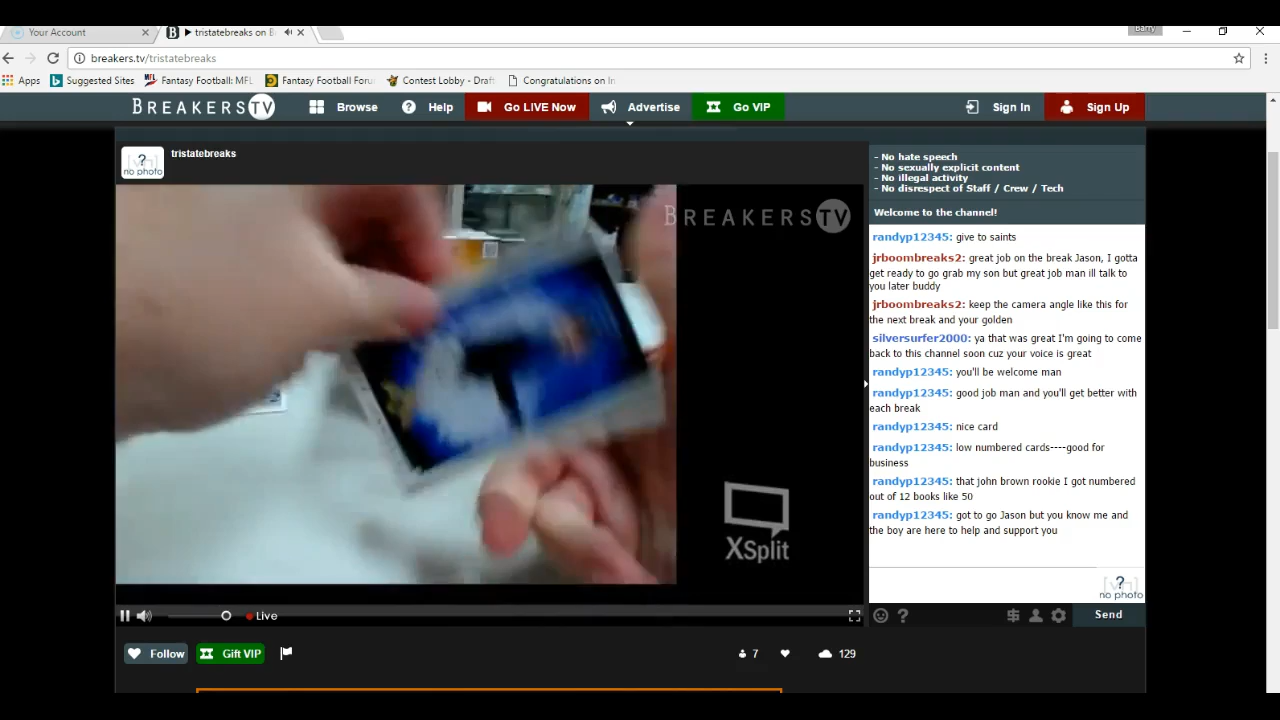 Your Account
tristatebreaks on B
Barry
breakers.tv/tristatebreaks
Apps
Suggested Sites
Fantasy Football: MFL
Fantasy Football Foru
Contest Lobby - Draft
Congratulations on In
BREAKERSTV
Browse
Help
Go LIVE Now
Advertise
Go VIP
Sign In
Sign Up
? no photo
tristatebreaks
BREAKERSTV
XSplit
Live
Follow
Gift VIP
7
129
- No hate speech
- No sexually explicit content
- No illegal activity
- No disrespect of Staff / Crew / Tech
Welcome to the channel!
randyp12345: give to saints
jrboombreaks2: great job on the break Jason, I gotta
get ready to go grab my son but great job man ill talk to
you later buddy
jrboombreaks2: keep the camera angle like this for
the next break and your golden
silversurfer2000: ya that was great I'm going to come
back to this channel soon cuz your voice is great
randyp12345: you'll be welcome man
randyp12345: good job man and you'll get better with
each break
randyp12345: nice card
randyp12345: low numbered cards----good for
business
randyp12345: that john brown rookie I got numbered
out of 12 books like 50
randyp12345: got to go Jason but you know me and
the boy are here to help and support you
? no photo
Send